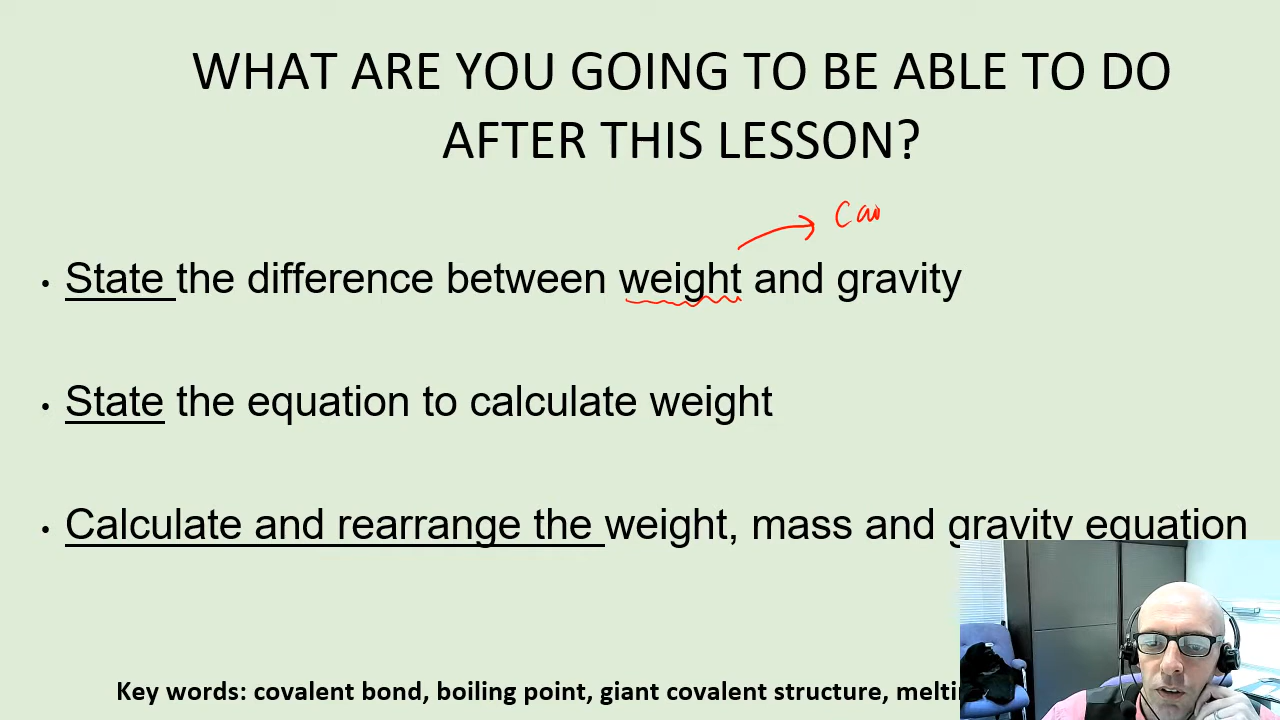 WHAT ARE YOU GOING TO BE ABLE TO DO
AFTER THIS LESSON?
• State the difference between weight and gravity
• State the equation to calculate weight
• Calculate and rearrange the weight, mass and gravity equation
Key words: covalent bond, boiling point, giant covalent structure,